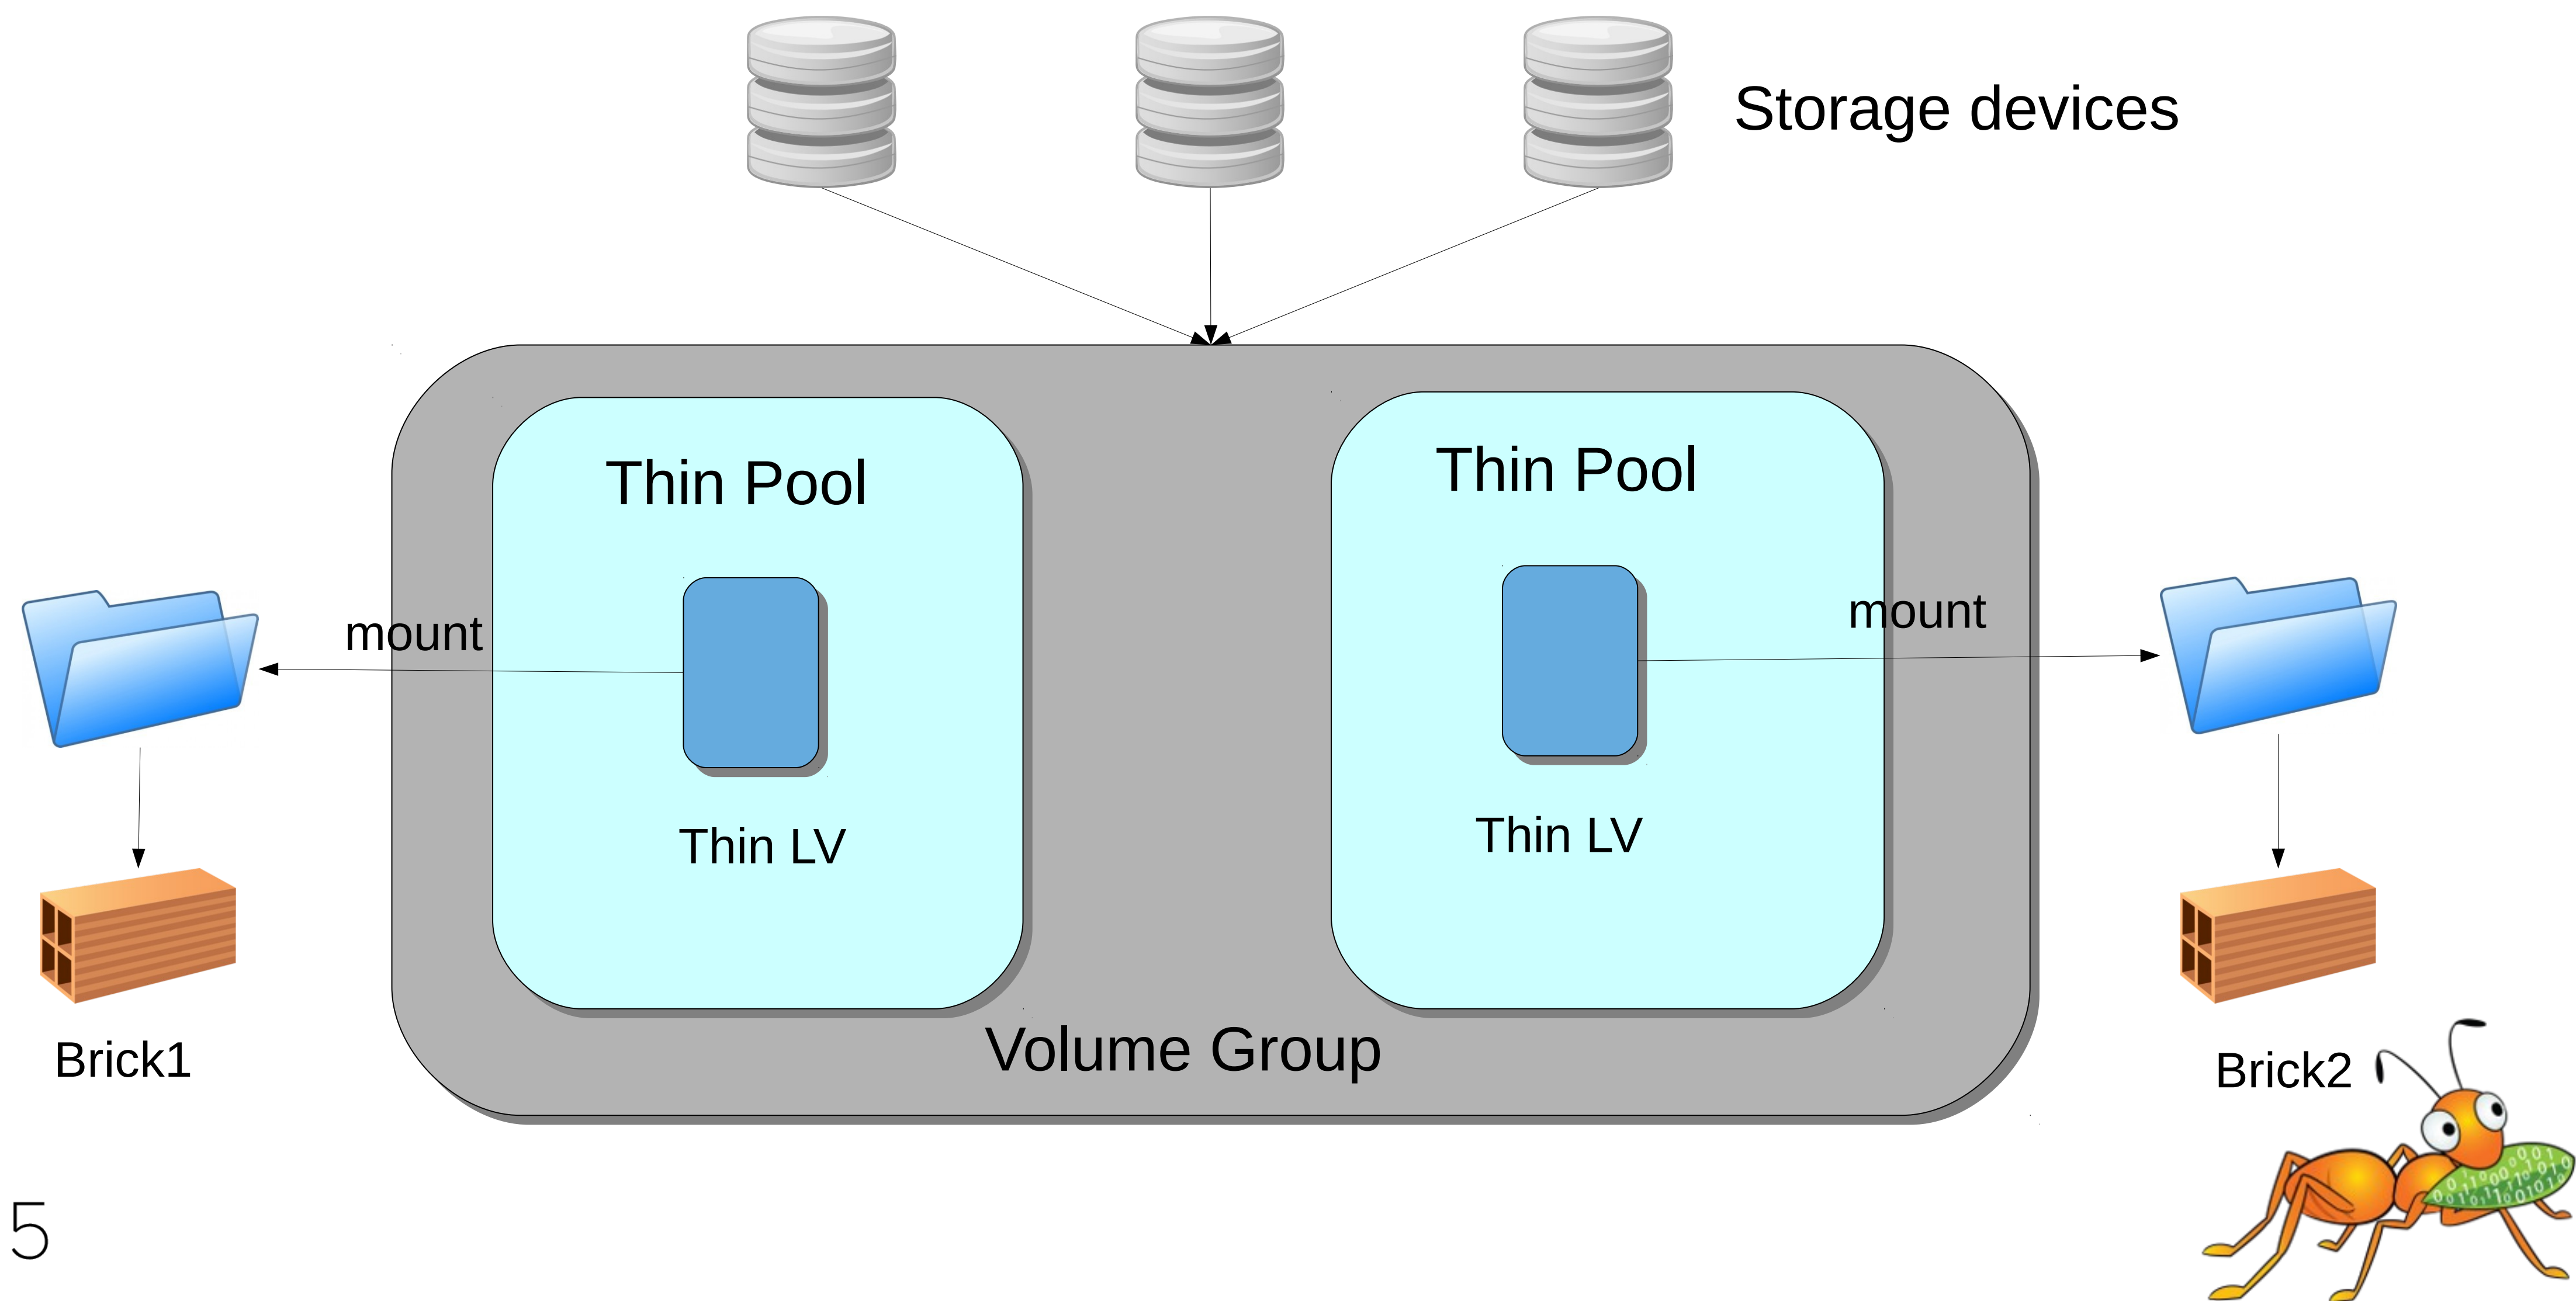 Storage devices
Thin Pool
Thin Pool
mount
mount
Thin LV
Thin LV
Volume Group
Brick1
Brick2
5